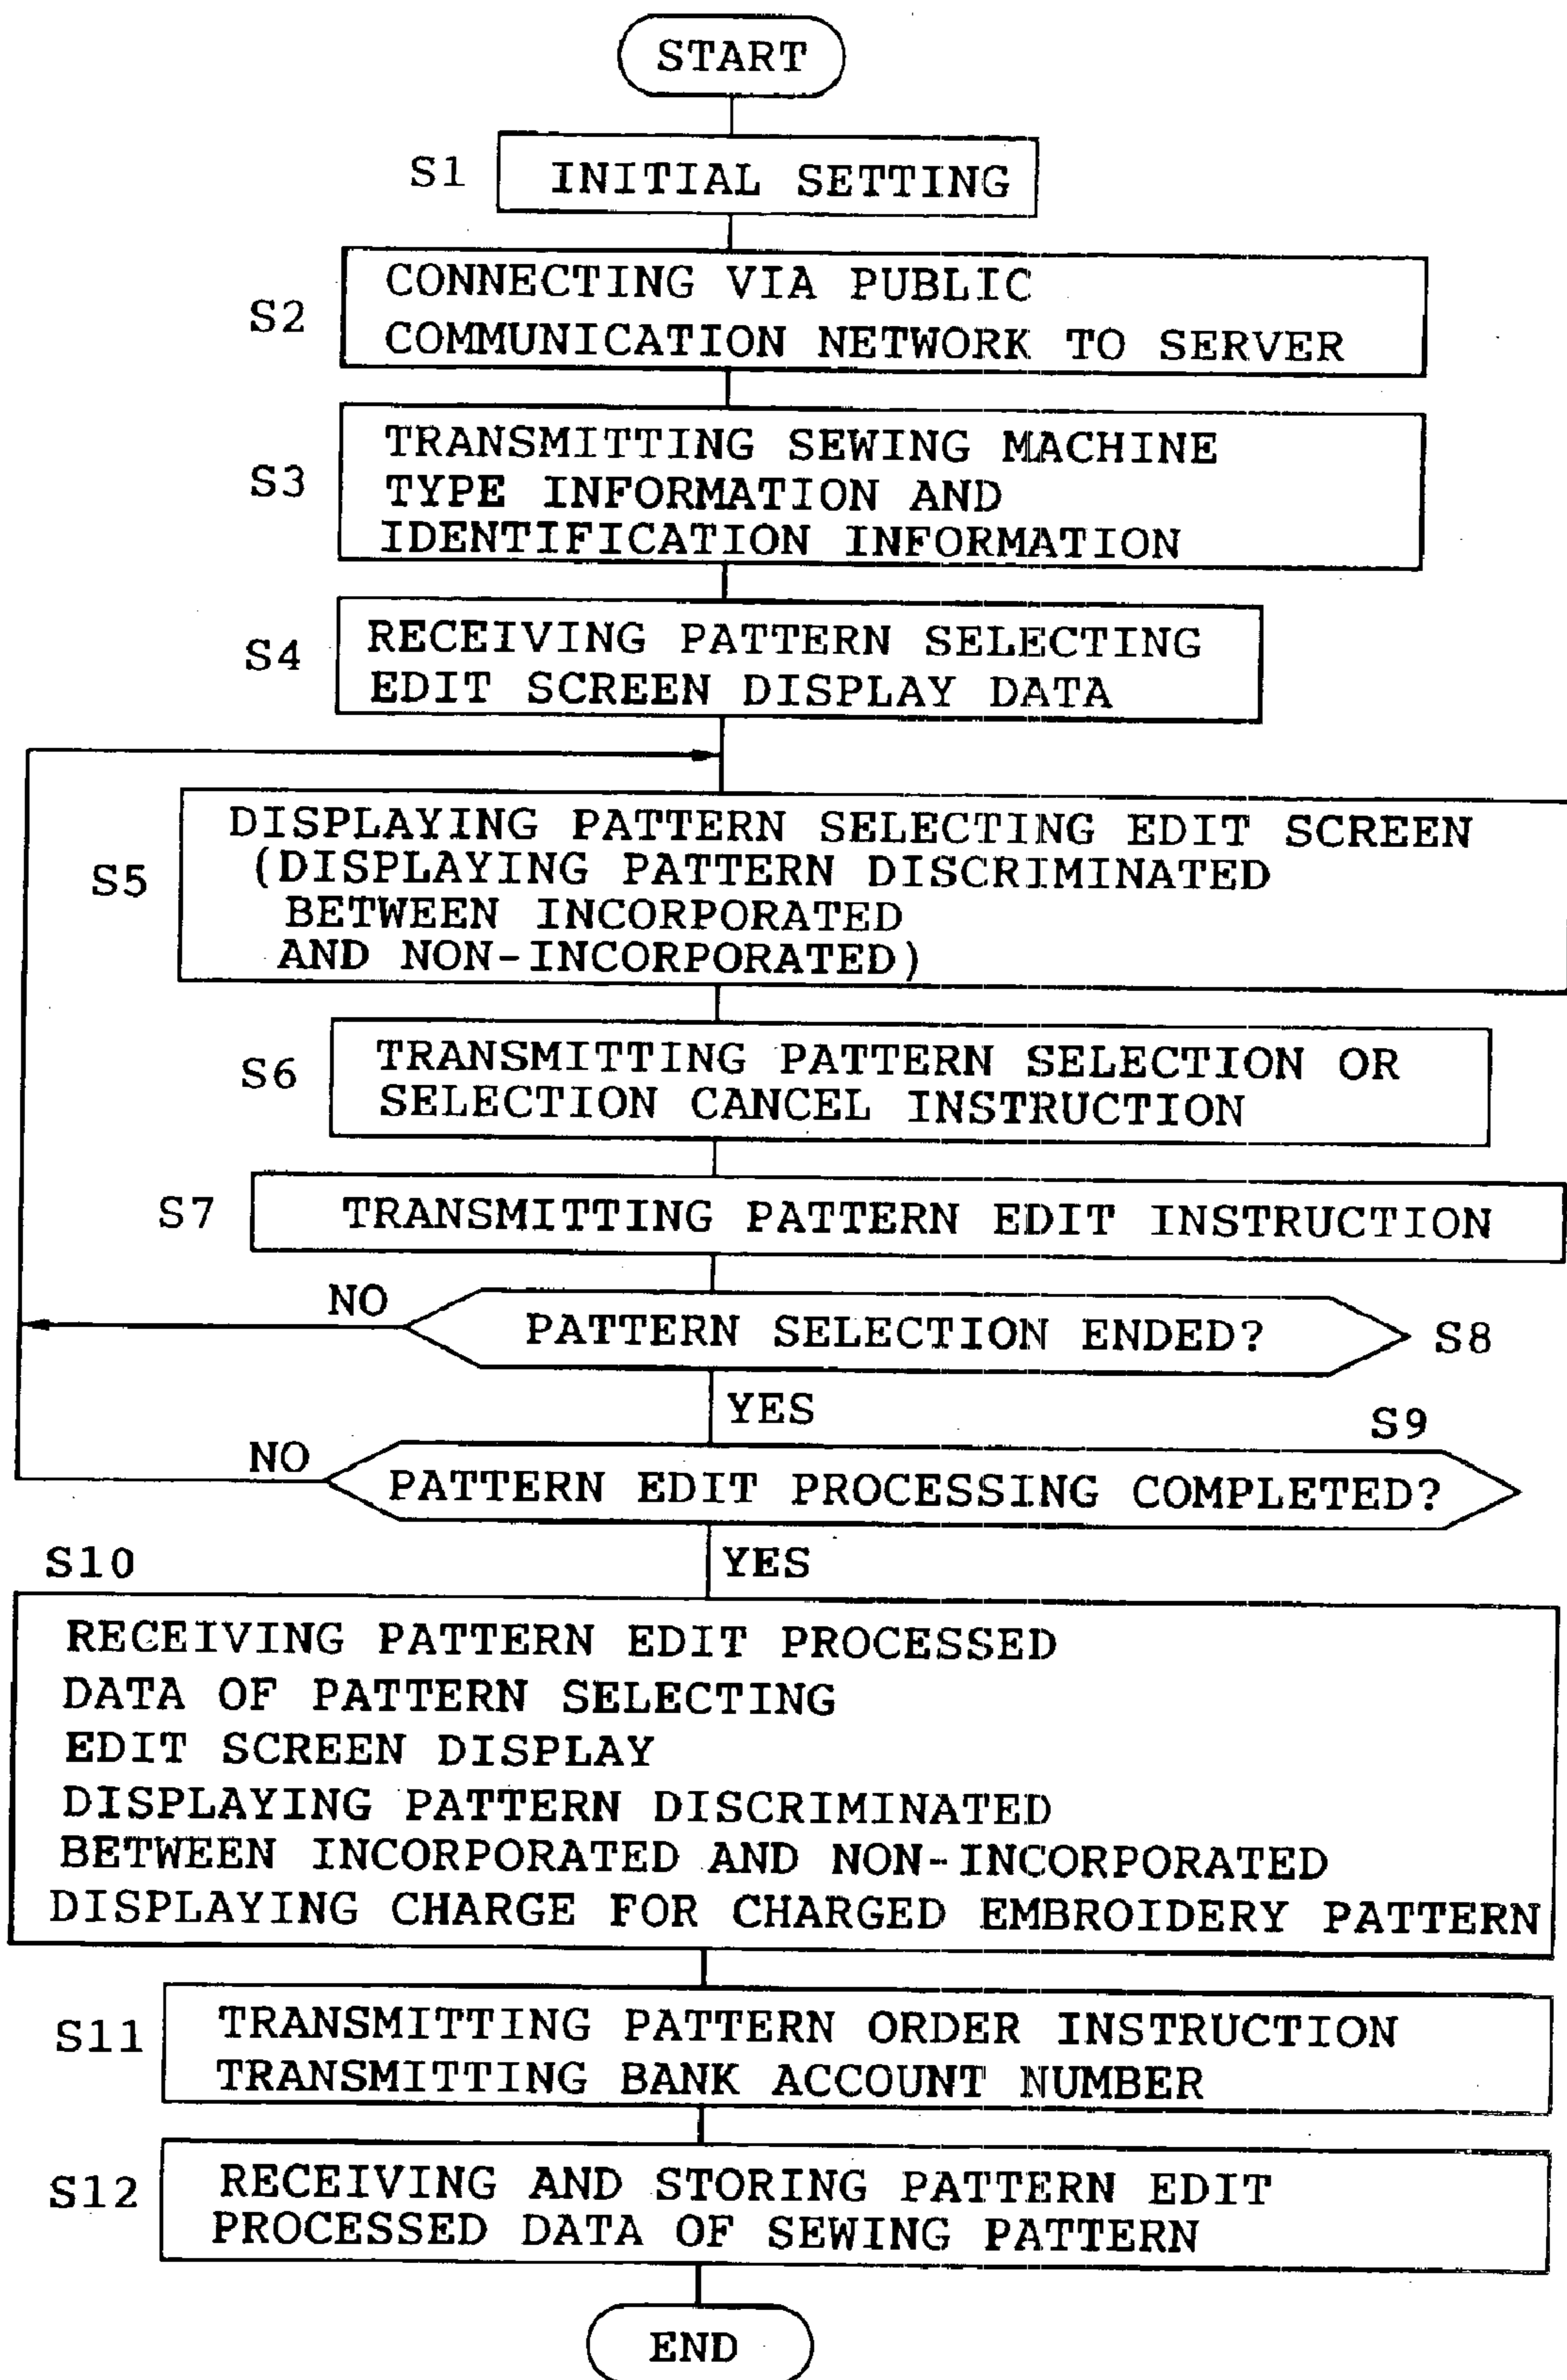 START
S1
INITIAL SETTING
S2
CONNECTING VIA PUBLIC
COMMUNICATION NETWORK TO SERVER
S3
TRANSMITTING SEWING MACHINE
TYPE INFORMATION AND
IDENTIFICATION INFORMATION
S4
RECEIVING PATTERN SELECTING
EDIT SCREEN DISPLAY DATA
S5
DISPLAYING PATTERN SELECTING EDIT SCREEN
(DISPLAYING PATTERN DISCRIMINATED
BETWEEN INCORPORATED
AND NON-INCORPORATED)
S6
TRANSMITTING PATTERN SELECTION OR
SELECTION CANCEL INSTRUCTION
S7
TRANSMITTING PATTERN EDIT INSTRUCTION
NO
PATTERN SELECTION ENDED?
S8
YES
S9
NO
PATTERN EDIT PROCESSING COMPLETED?
YES
S10
RECEIVING PATTERN EDIT PROCESSED
DATA OF PATTERN SELECTING
EDIT SCREEN DISPLAY
DISPLAYING PATTERN DISCRIMINATED
BETWEEN INCORPORATED AND NON-INCORPORATED
DISPLAYING CHARGE FOR CHARGED EMBROIDERY PATTERN
S11
TRANSMITTING PATTERN ORDER INSTRUCTION
TRANSMITTING BANK ACCOUNT NUMBER
S12
RECEIVING AND STORING PATTERN EDIT
PROCESSED DATA OF SEWING PATTERN
END